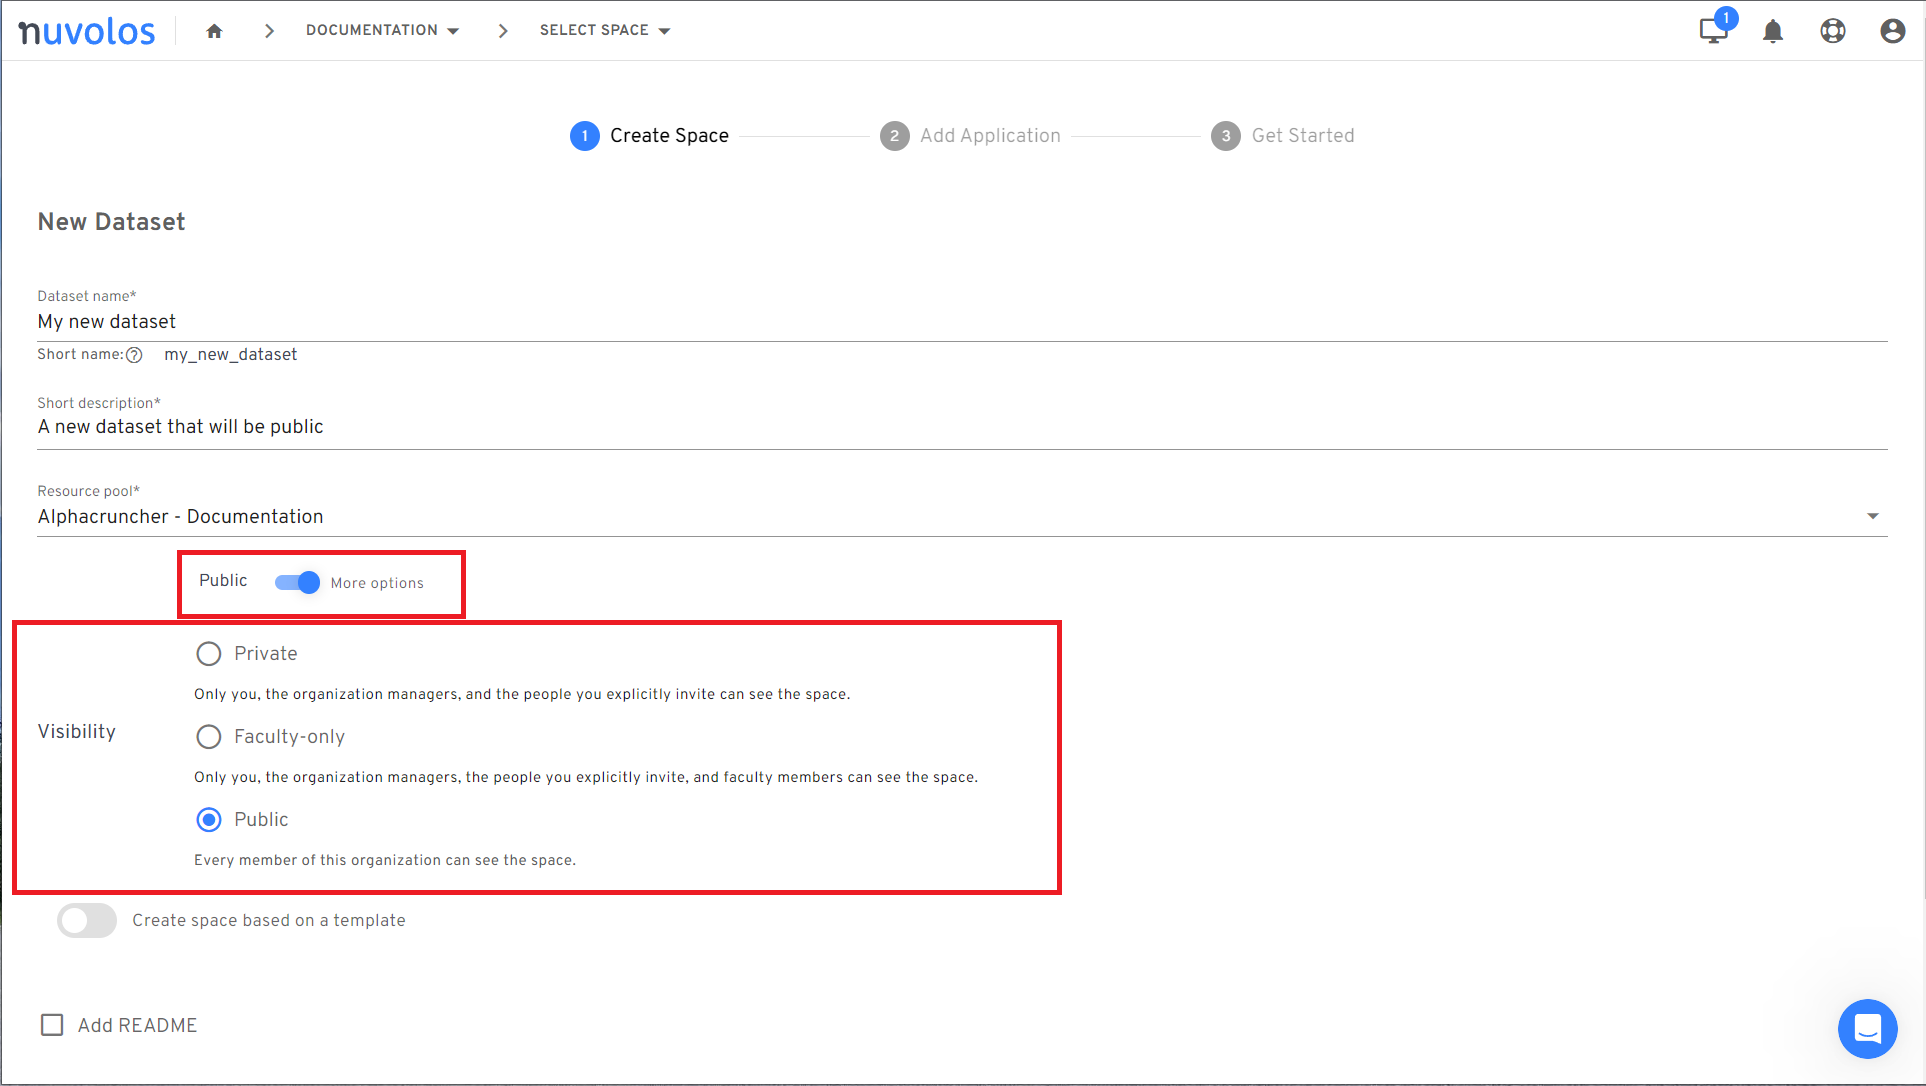 nuvolos DOCUMENTATION SELECT SPACE 1
1 Create Space 2 Add Application 3 Get Started
New Dataset
Dataset name*
My new dataset
Short name: ? my_new_dataset
Short description*
A new dataset that will be public
Resource pool*
Alphacruncher - Documentation
Public More options
Private
Only you, the organization managers, and the people you explicitly invite can see the space.
Visibility
Faculty-only
Only you, the organization managers, the people you explicitly invite, and faculty members can see the space.
Public
Every member of this organization can see the space.
Create space based on a template
Add README